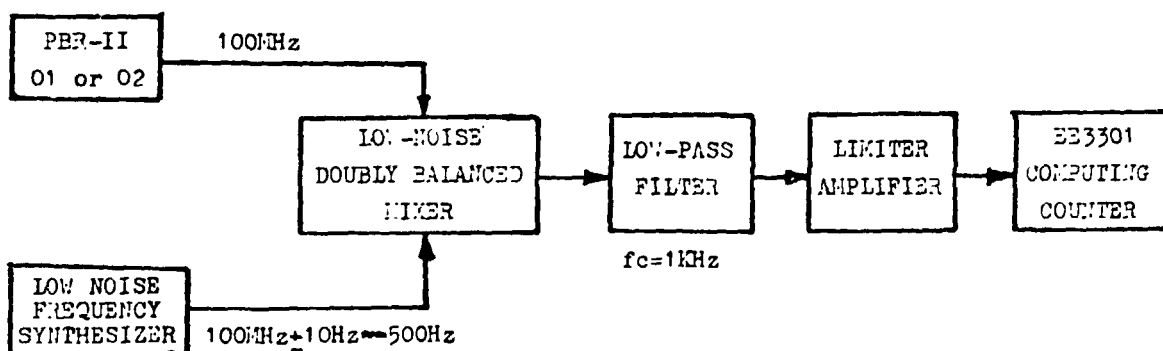 PBR-II
01 or 02
100MHz
LOW-NOISE
DOUBLY BALANCED
MIXER
LOW-PASS
FILTER
fc=1KHz
LIMITER
AMPLIFIER
EE3301
COMPUTING
COUNTER
LOW NOISE
FREQUENCY
SYNTHESIZER
100MHz±10Hz~500Hz